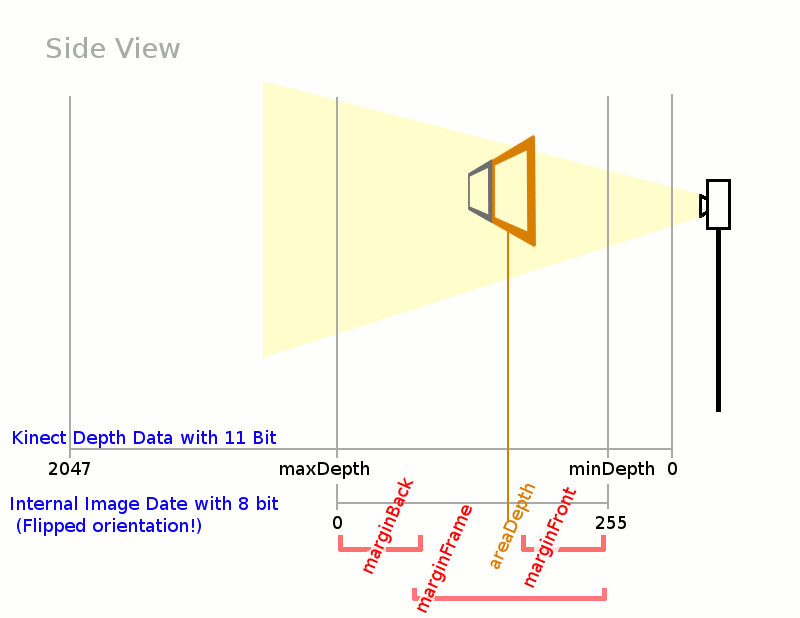 Side View
Kinect Depth Data with 11 Bit
2047
maxDepth
minDepth
0
Internal Image Date with 8 bit
(Flipped orientation!)
0
255
marginBack
marginFrame
areaDepth
marginFront